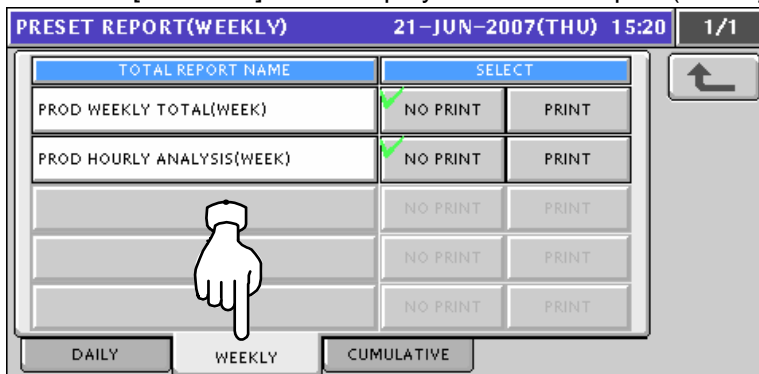 PRESET REPORT(WEEKLY) 21-JUN-2007(THU) 15:20 1/1
TOTAL REPORT NAME SELECT
PROD WEEKLY TOTAL(WEEK) NO PRINT PRINT
PROD HOURLY ANALYSIS(WEEK) NO PRINT PRINT
NO PRINT PRINT
NO PRINT PRINT
NO PRINT PRINT
DAILY WEEKLY CUMULATIVE